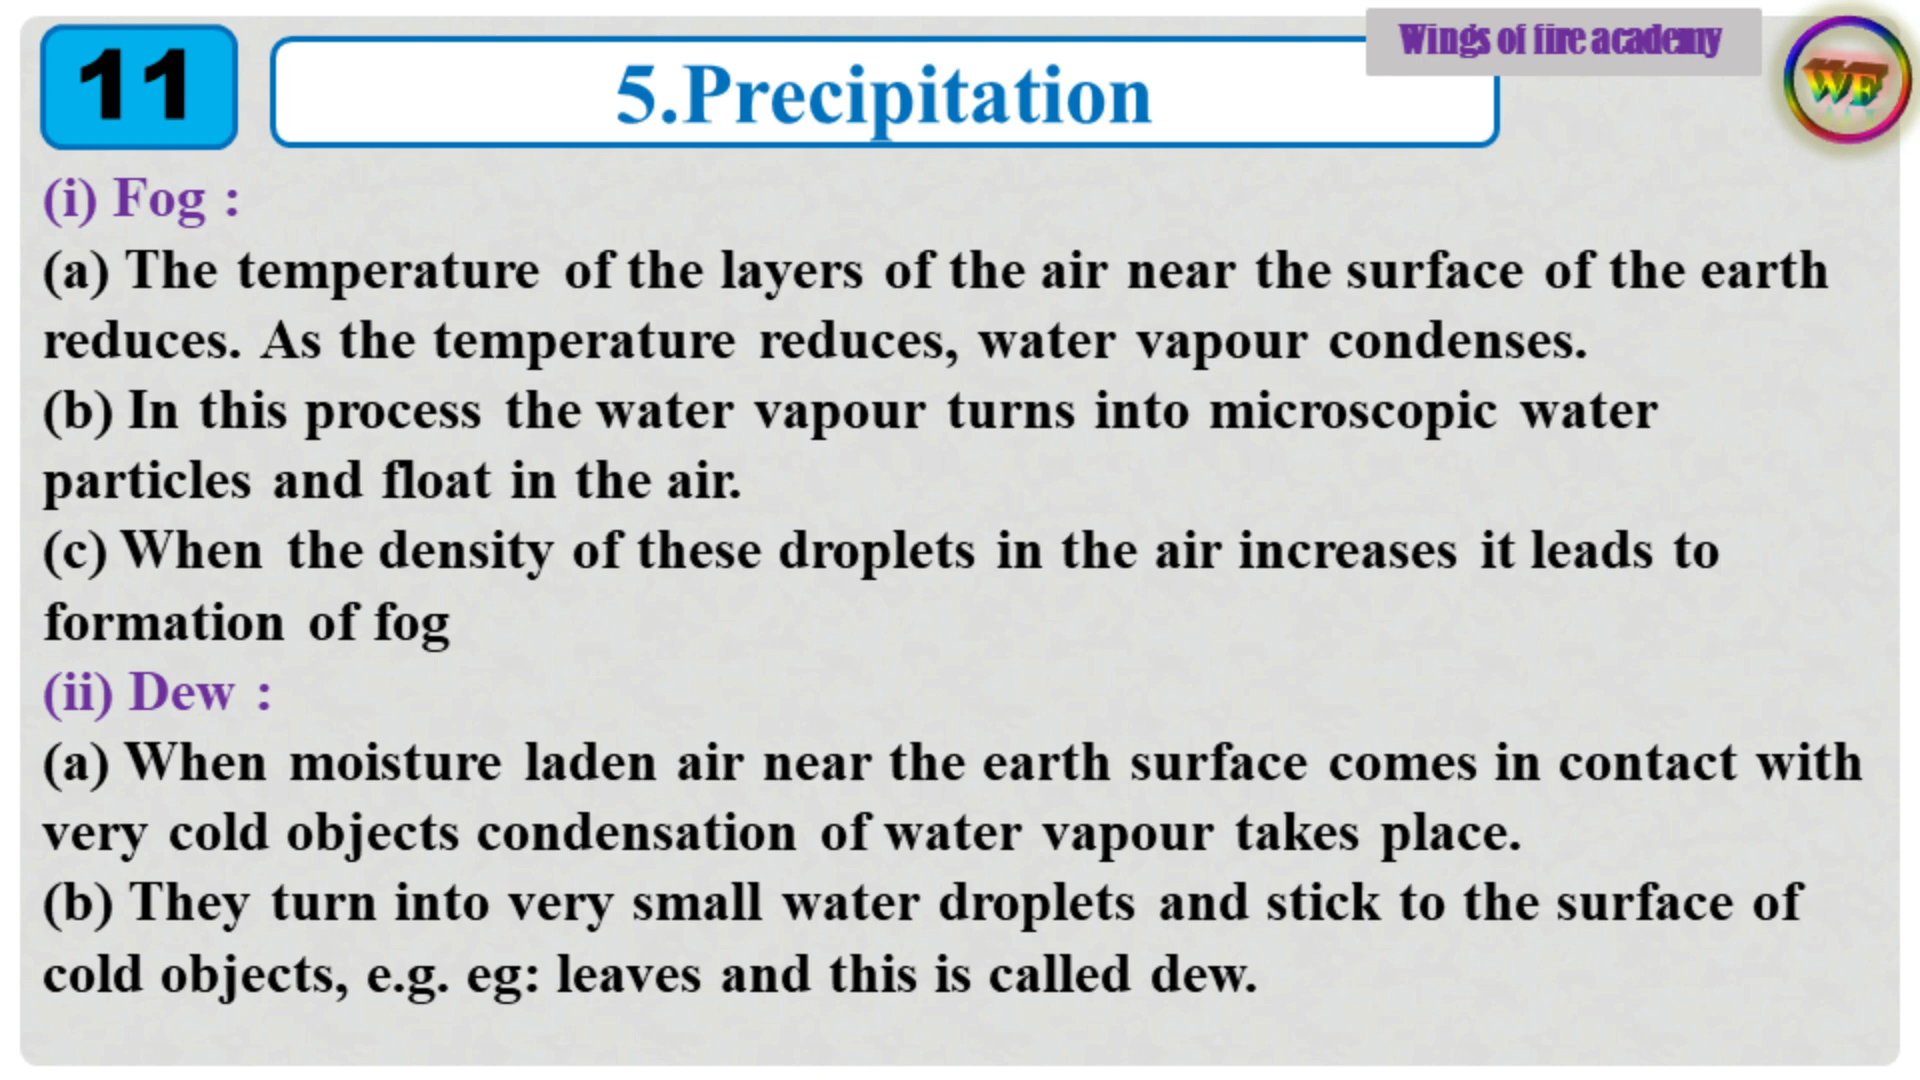 11
5.Precipitation
Wings of fire academy
WF
(i) Fog :
(a) The temperature of the layers of the air near the surface of the earth
reduces. As the temperature reduces, water vapour condenses.
(b) In this process the water vapour turns into microscopic water
particles and float in the air.
(c) When the density of these droplets in the air increases it leads to
formation of fog
(ii) Dew :
(a) When moisture laden air near the earth surface comes in contact with
very cold objects condensation of water vapour takes place.
(b) They turn into very small water droplets and stick to the surface of
cold objects, e.g. eg: leaves and this is called dew.